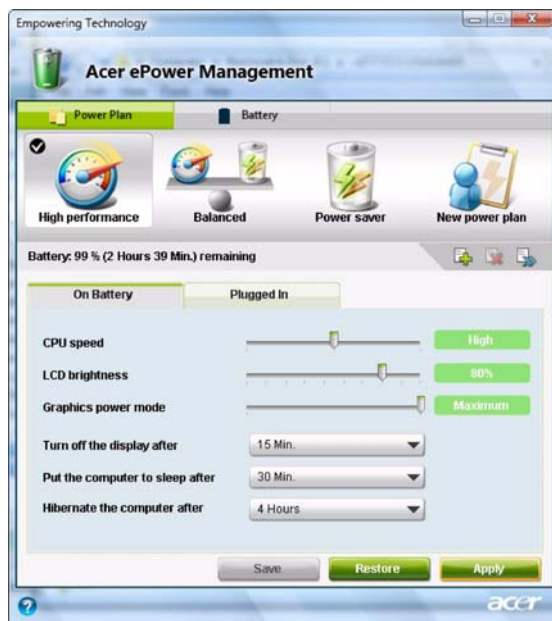 Empowering Technology
Acer ePower Management
Power Plan Battery
High performance Balanced Power saver New power plan
Battery: 99 % (2 Hours 39 Min.) remaining
On Battery Plugged In
CPU speed High
LCD brightness 80%
Graphics power mode Maximum
Turn off the display after 15 Min.
Put the computer to sleep after 30 Min.
Hibernate the computer after 4 Hours
Save Restore Apply
? acer